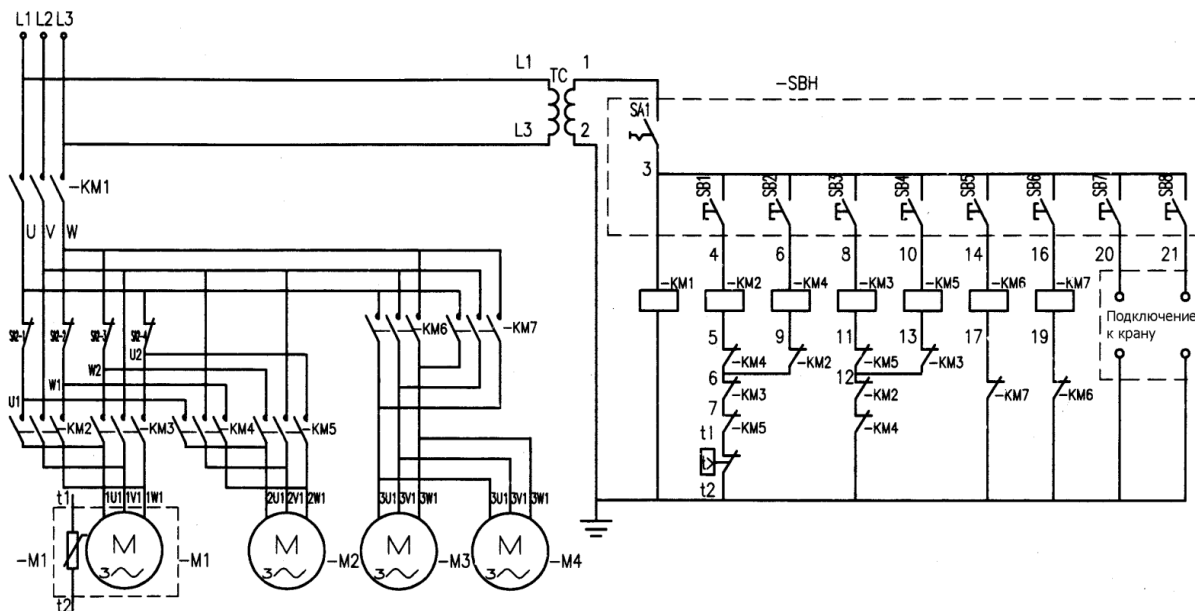 L1 L2 L3
L1 TC 1
L3 2
-SBH
SA1
3
SB1 SB2 SB3 SB4 SB5 SB6 SB7 SB8
-KM1
U V W
4 6 8 10 14 16 20 21
-KM1 -KM2 -KM4 -KM3 -KM5 -KM6 -KM7
Подключение
к крану
-KM6 -KM7
U2
W2
W1
U1
5 9 11 13 17 19
-KM4 -KM2 -KM5 -KM3
6 12
-KM3 -KM2 -KM7 -KM6
7
-KM5 -KM4
t1
t
t2
-KM2 -KM3 -KM4 -KM5
t1 1U1 1V1 1W1 2U1 2V1 2W1 3U1 3V1 3W1 3U1 3V1 3W1
-M1 M 3 -M1 M 3 -M2 M 3 -M3 M 3 -M4
t2